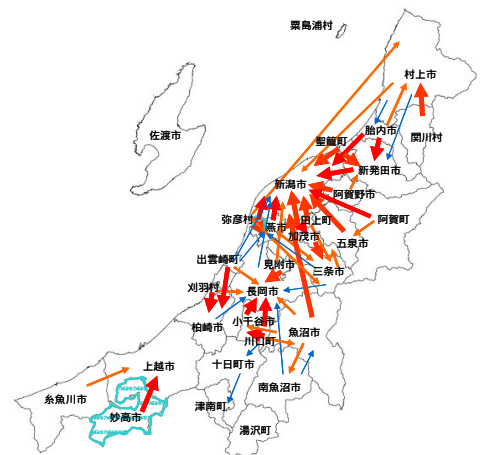 粟島浦村
村上市
佐渡市
胎内市
関川村
聖籠町
新発田市
新潟市
阿賀野市
弥彦村
燕市
田上町
阿賀町
加茂市
五泉市
出雲崎町
見附市
三条市
刈羽村
長岡市
柏崎市
小千谷市
魚沼市
川口町
上越市
十日町市
糸魚川市
南魚沼市
津南町
妙高市
湯沢町